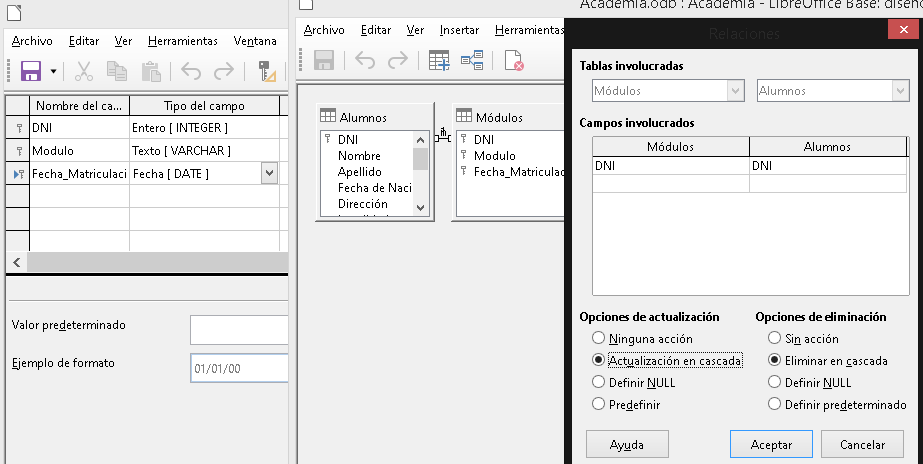 Academia.odb : Academia - LibreOffice Base: diseño
Archivo Editar Ver Herramientas Ventana
Nombre del ca... Tipo del campo
DNI Entero [ INTEGER ]
Modulo Texto [ VARCHAR ]
Fecha_Matriculaci Fecha [ DATE ]
Valor predeterminado
Ejemplo de formato 01/01/00
Archivo Editar Ver Insertar Herramientas
Alumnos
DNI
Nombre
Apellido
Fecha de Naci
Dirección
Módulos
DNI
Modulo
Fecha_Matriculac
Relaciones
Tablas involucradas
Módulos Alumnos
Campos involucrados
Módulos Alumnos
DNI DNI
Opciones de actualización
Ninguna acción
Actualización en cascada
Definir NULL
Predefinir
Opciones de eliminación
Sin acción
Eliminar en cascada
Definir NULL
Definir predeterminado
Ayuda Aceptar Cancelar